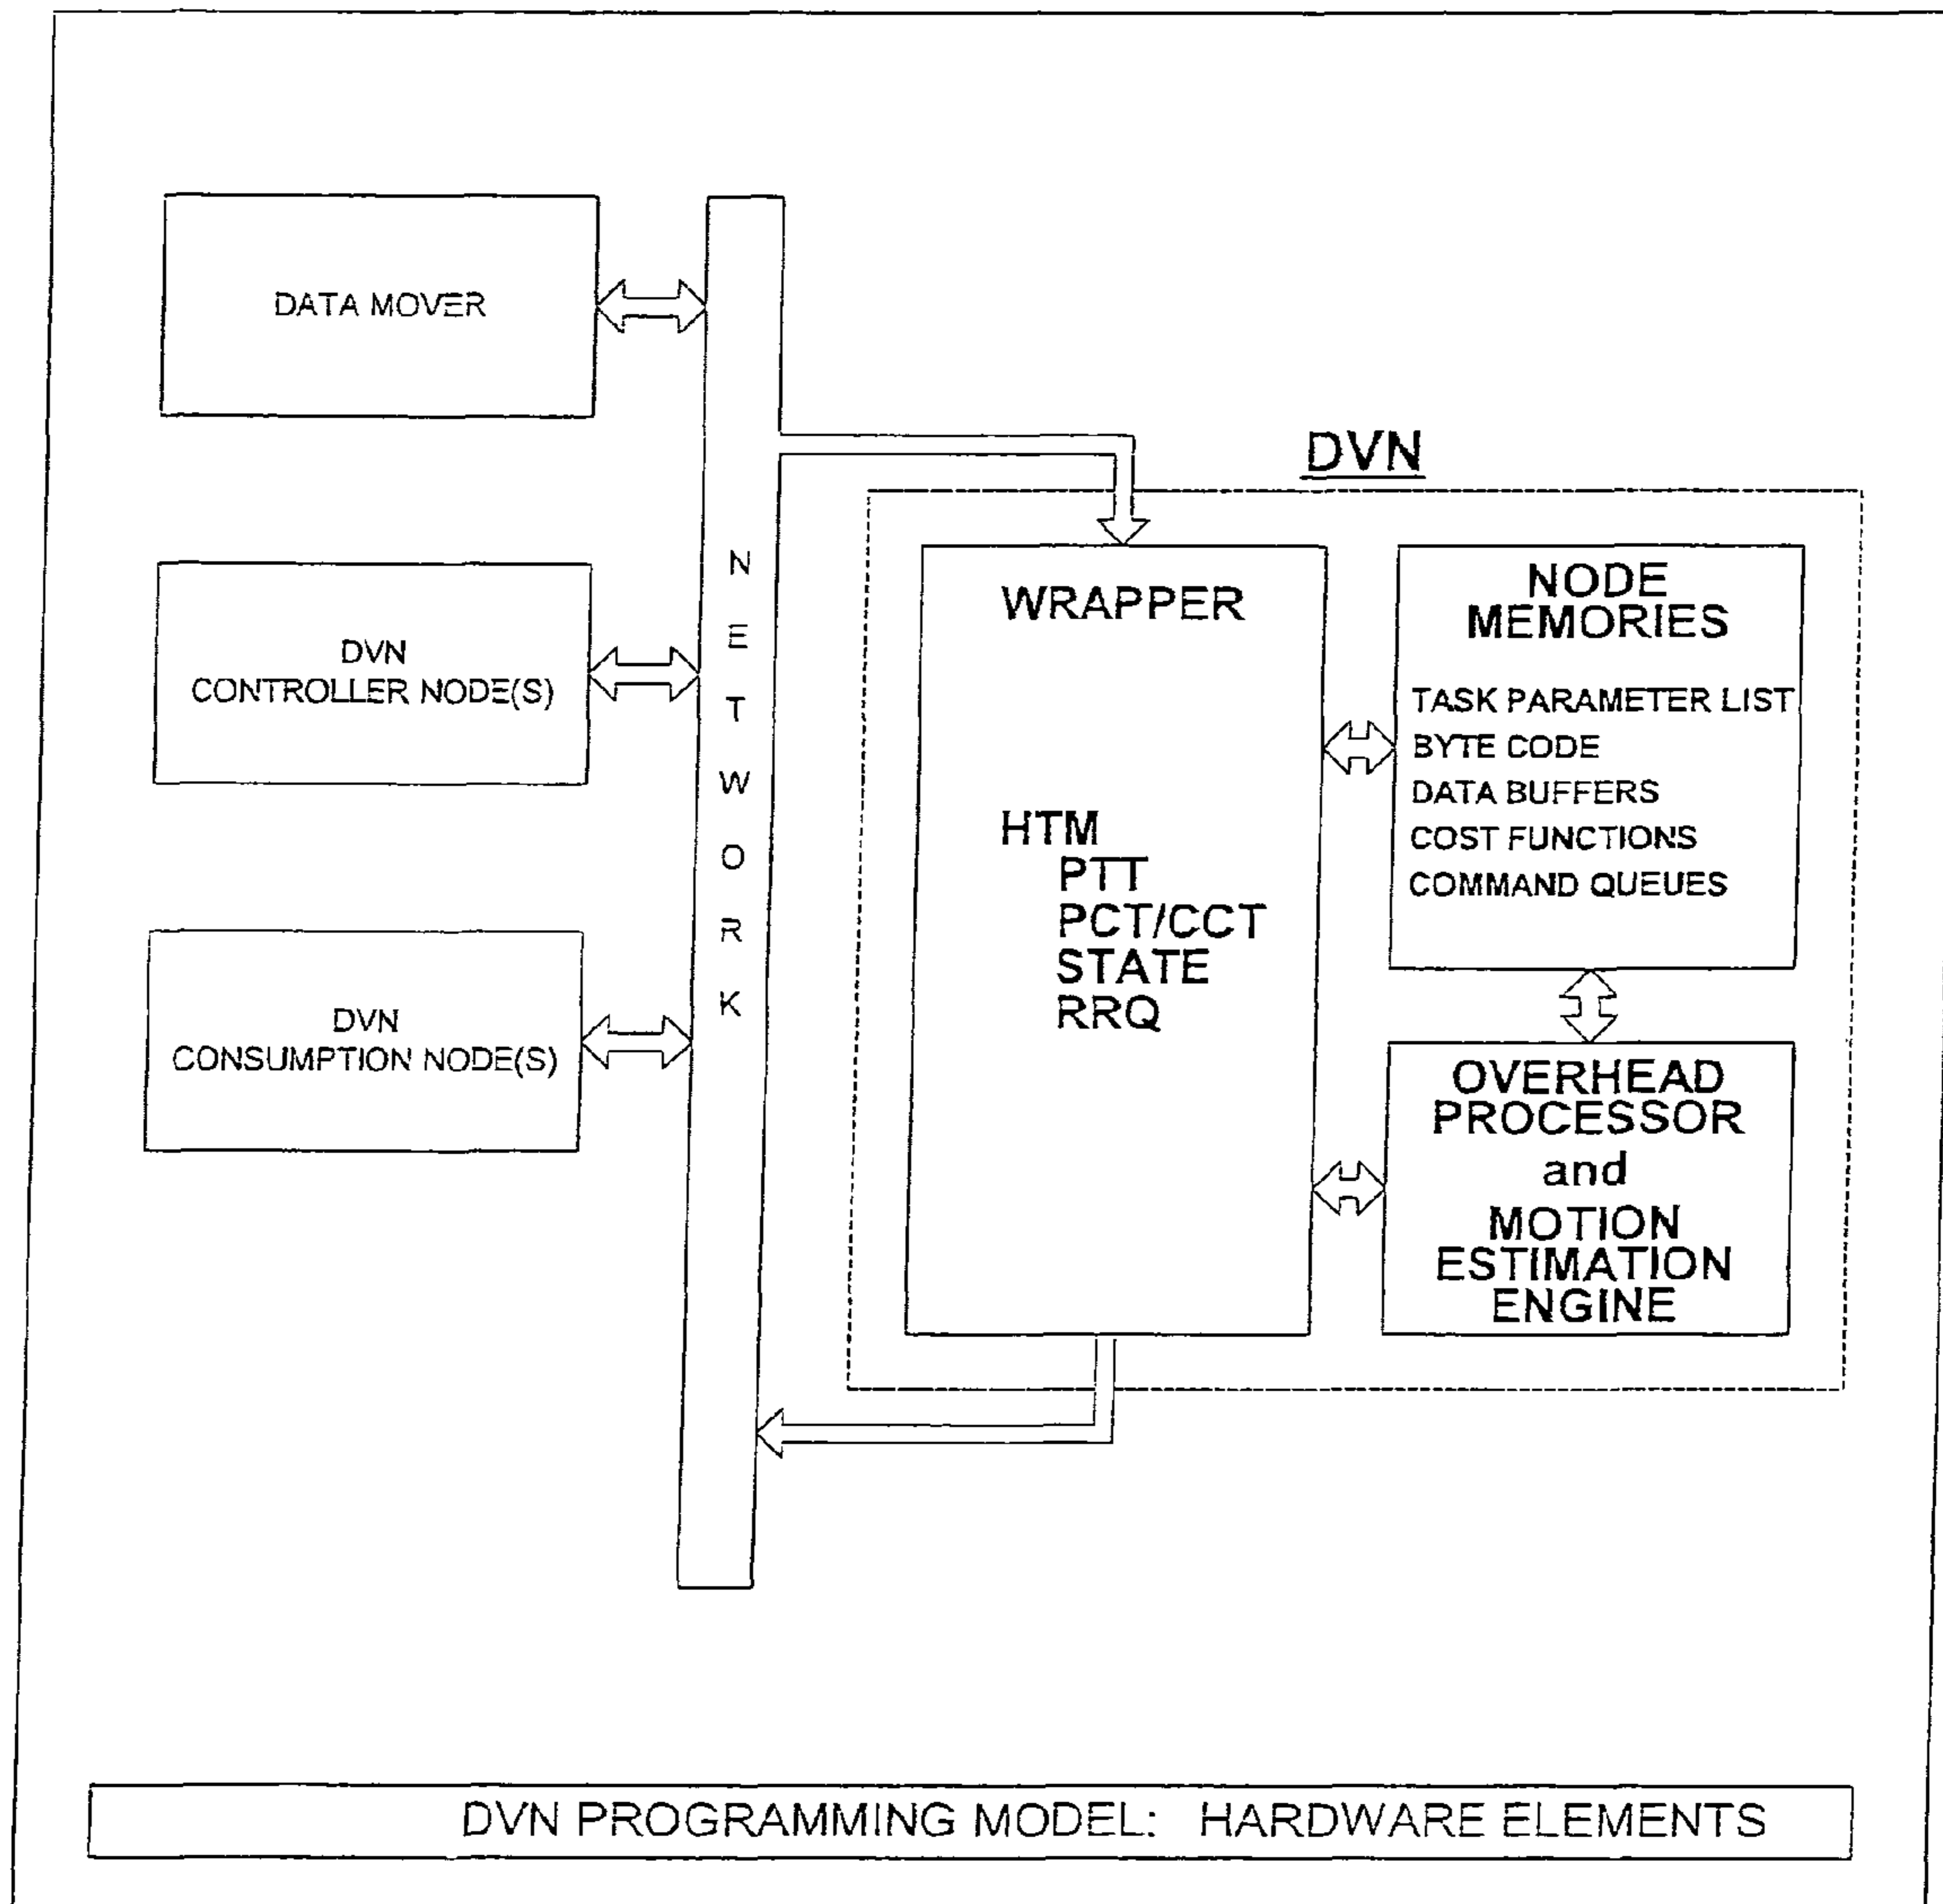 DATA MOVER
DVN
CONTROLLER NODE(S)
DVN
CONSUMPTION NODE(S)
NETWORK
DVN
WRAPPER
HTM
PTT
PCT/CCT
STATE
RRQ
NODE
MEMORIES
TASK PARAMETER LIST
BYTE CODE
DATA BUFFERS
COST FUNCTIONS
COMMAND QUEUES
OVERHEAD
PROCESSOR
and
MOTION
ESTIMATION
ENGINE
DVN PROGRAMMING MODEL: HARDWARE ELEMENTS